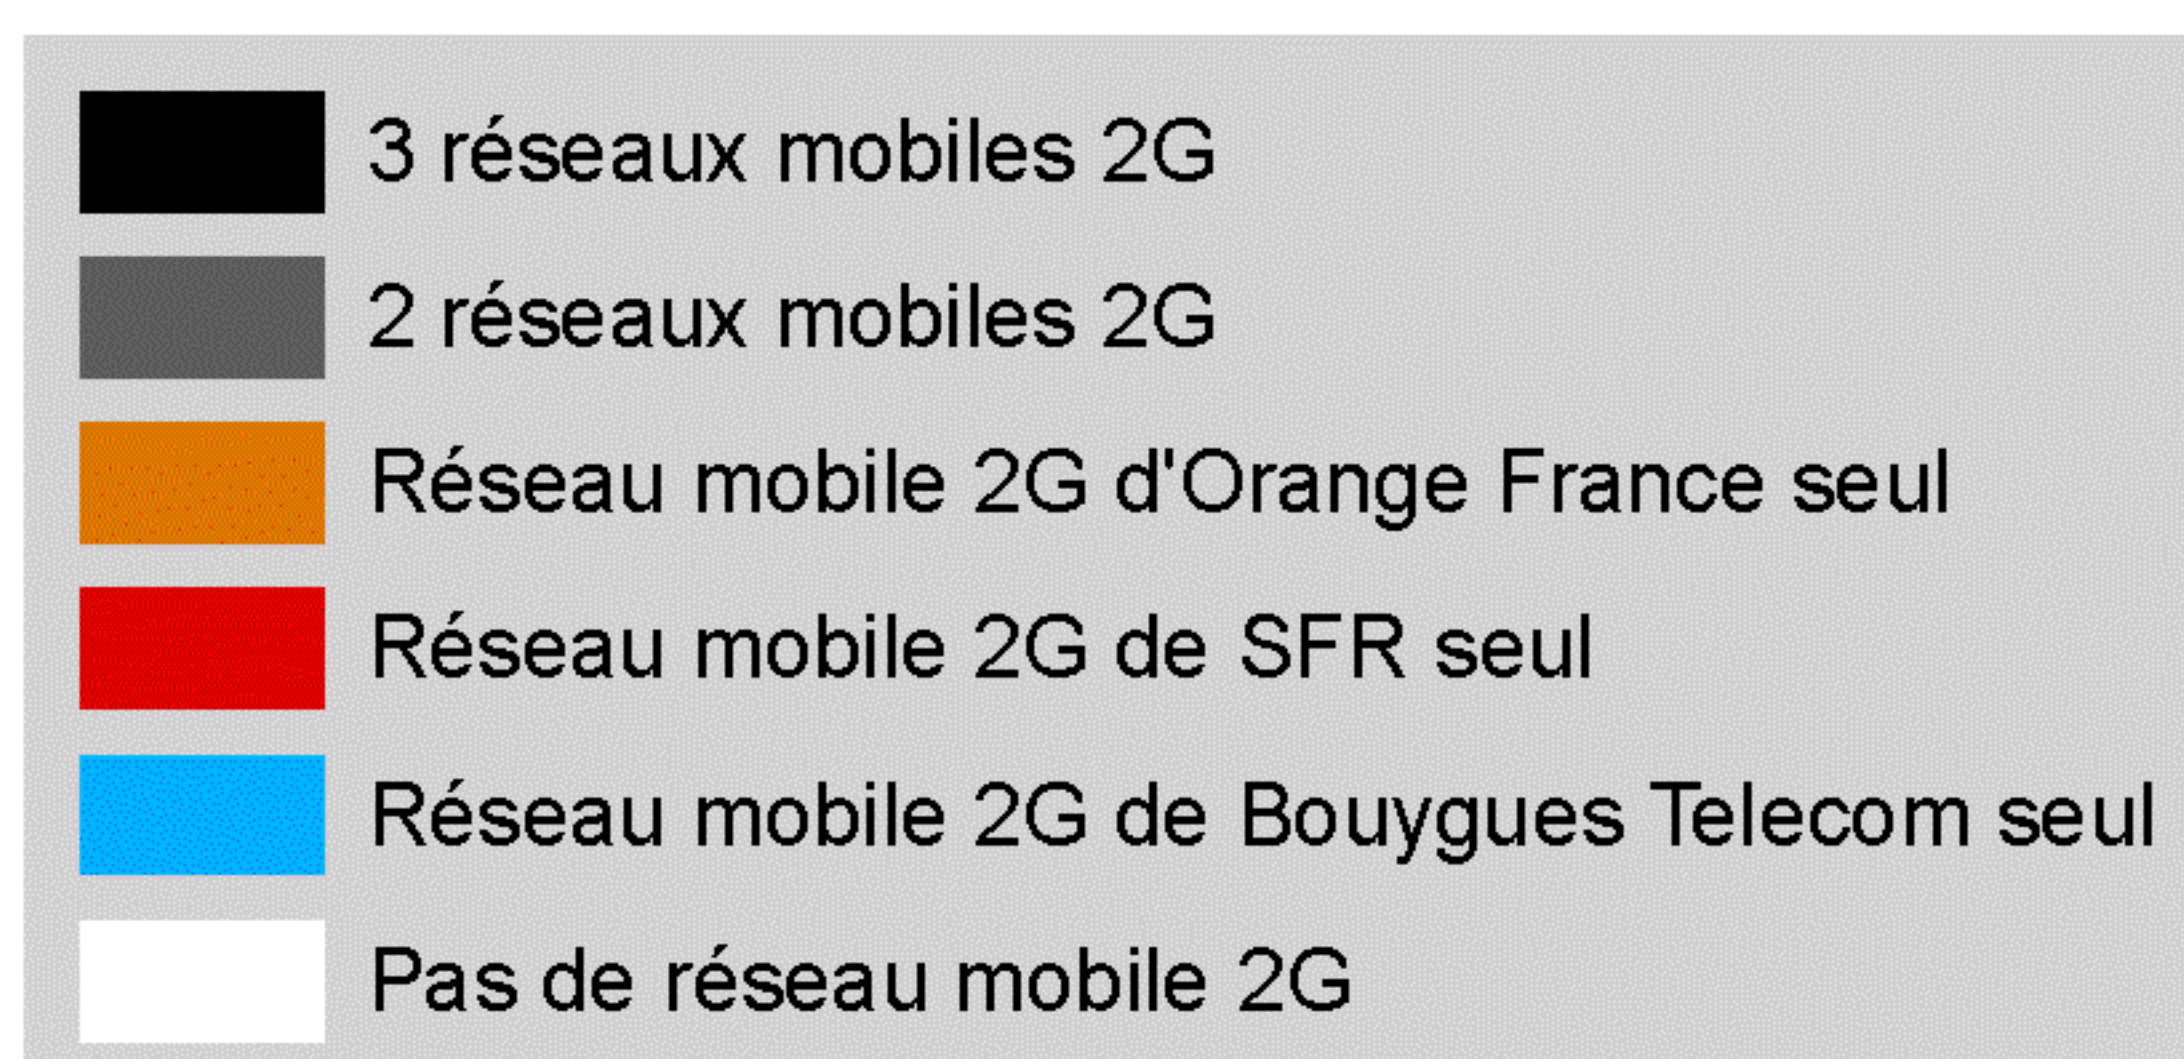 3 réseaux mobiles 2G
2 réseaux mobiles 2G
Réseau mobile 2G d'Orange France seul
Réseau mobile 2G de SFR seul
Réseau mobile 2G de Bouygues Telecom seul
Pas de réseau mobile 2G